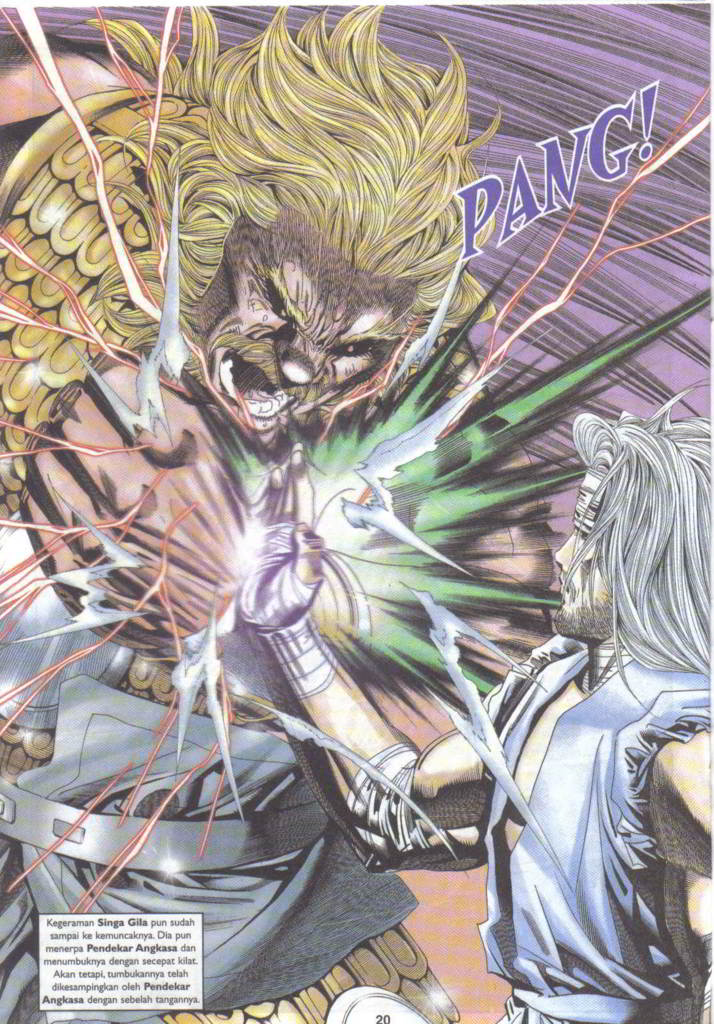 PANG!
Kegeraman Singa Gila pun sudah
sampai ke kemuncaknya. Dia pun
menerpa Pendekar Angkasa dan
menumbuknya dengan secepat kilat.
Akan tetapi, tumbukannya telah
dikesampingkan oleh Pendekar
Angkasa dengan sebelah tangannya.
20